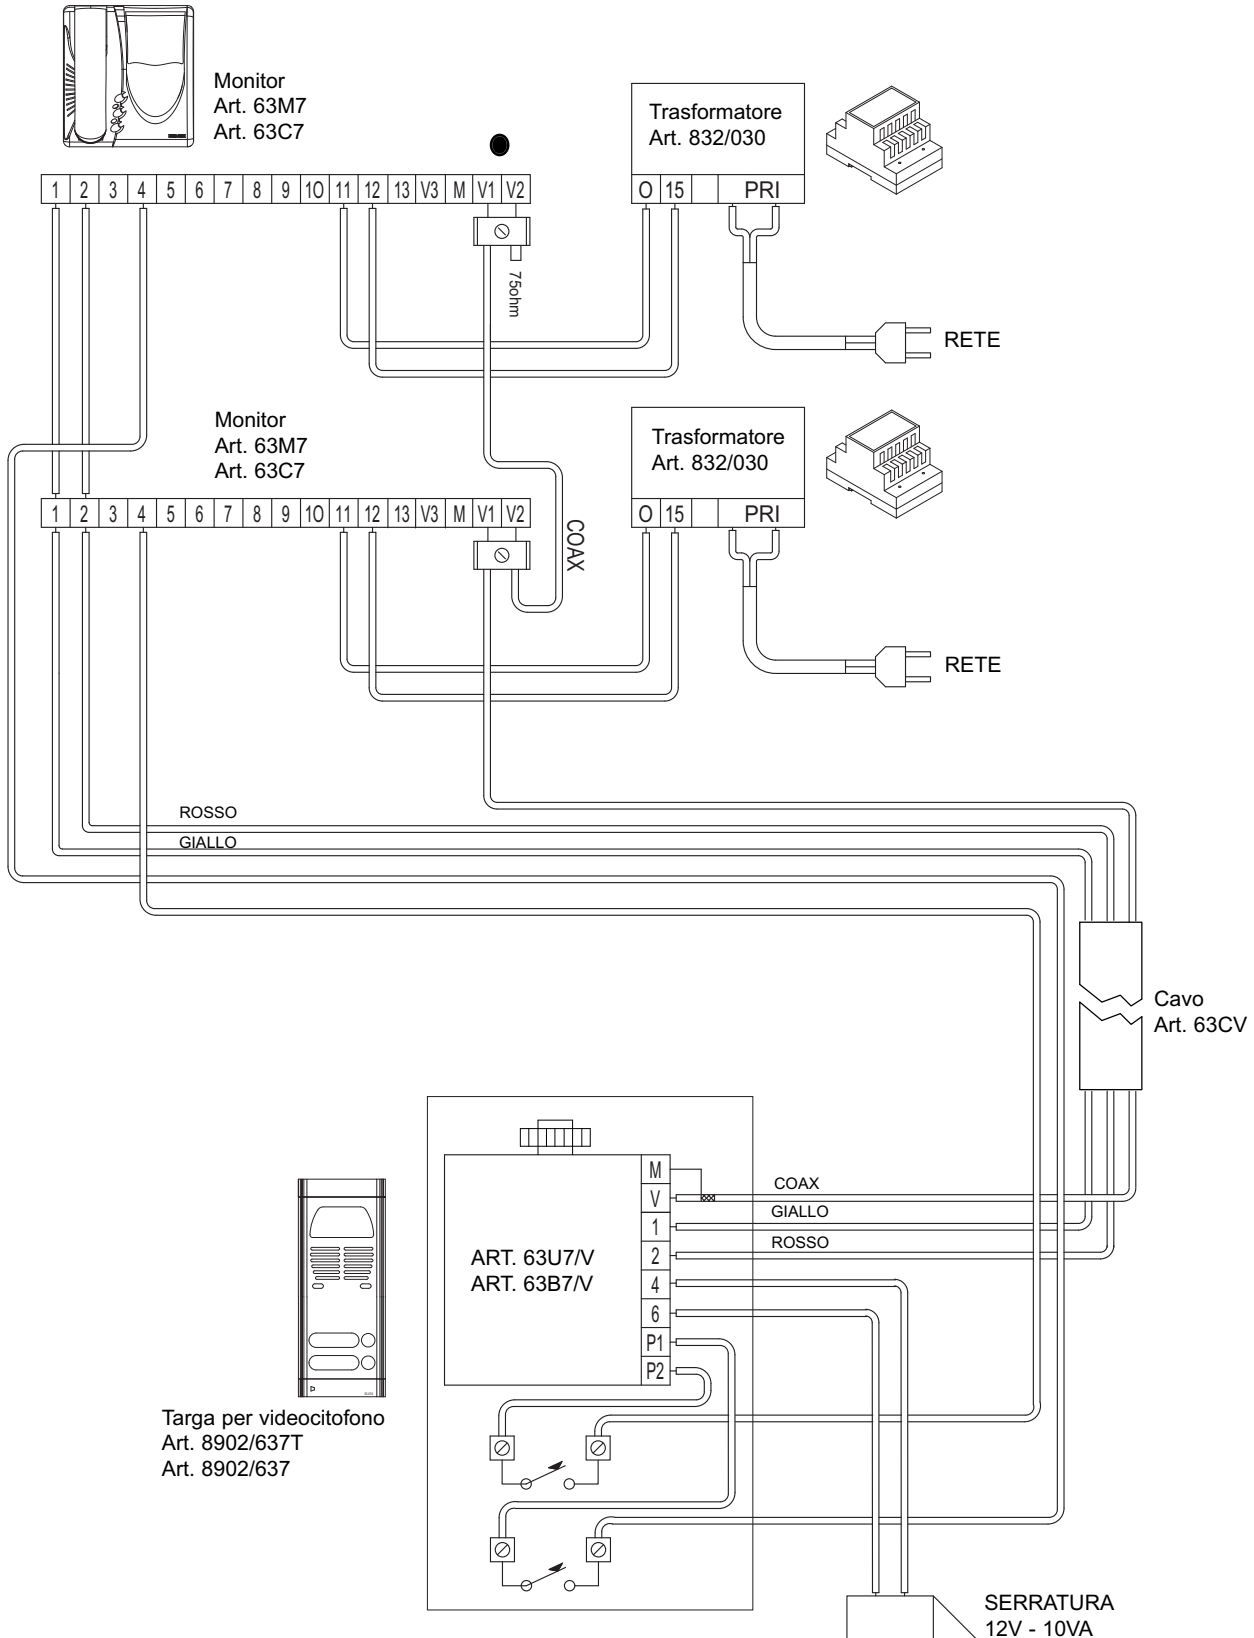 Monitor
Art. 63M7
Art. 63C7
Trasformatore
Art. 832/030
1 2 3 4 5 6 7 8 9 10 11 12 13 V3 M V1 V2
O 15 PRI
75ohm
RETE
Monitor
Art. 63M7
Art. 63C7
Trasformatore
Art. 832/030
1 2 3 4 5 6 7 8 9 10 11 12 13 V3 M V1 V2
O 15 PRI
COAX
RETE
ROSSO
GIALLO
Cavo
Art. 63CV
M
V
1
2
4
6
P1
P2
COAX
GIALLO
ROSSO
ART. 63U7/V
ART. 63B7/V
Targa per videocitofono
Art. 8902/637T
Art. 8902/637
SERRATURA
12V - 10VA